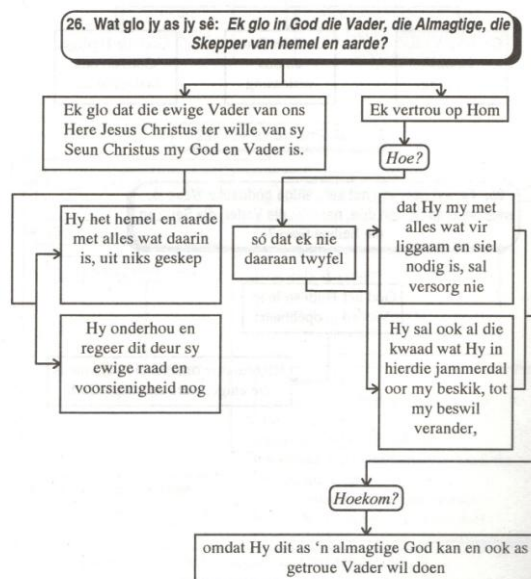 26. Wat glo jy as jy sê: Ek glo in God die Vader, die Almagtige, die
Skepper van hemel en aarde?
Ek glo dat die ewige Vader van ons
Here Jesus Christus ter wille van sy
Seun Christus my God en Vader is.
Ek vertrou op Hom
Hoe?
Hy het hemel en aarde
met alles wat daarin
is, uit niks geskep
só dat ek nie
daaraan twyfel
dat Hy my met
alles wat vir
liggaam en siel
nodig is, sal
versorg nie
Hy onderhou en
regeer dit deur sy
ewige raad en
voorsienigheid nog
Hy sal ook al die
kwaad wat Hy in
hierdie jammerdal
oor my beskik, tot
my beswil
verander,
Hoekom?
omdat Hy dit as 'n almagtige God kan en ook as
getroue Vader wil doen